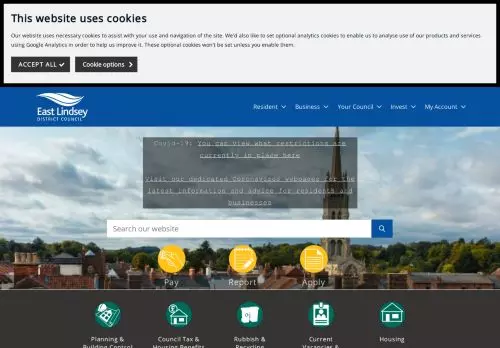 This website uses cookies
Our website uses necessary cookies to assist with your use and navigation of the site. We'd also like to set optional analytics cookies to enable us to analyse use of our products and services
using Google Analytics in order to help us improve it. These optional cookies won't be set unless you enable them.
ACCEPT ALL
Cookie options
East Lindsey
DISTRICT COUNCIL
Resident
Business
Your Council
Invest
My Account
Covid-19: You can view what restrictions are
currently in place here
Visit our dedicated Coronavirus webpages for the
latest information and advice for residents and
businesses
Search our website
Pay
Report
Apply
Planning &
Building Control
Council Tax &
Housing Benefits
Rubbish &
Recycling
Current
Vacancies &
Housing